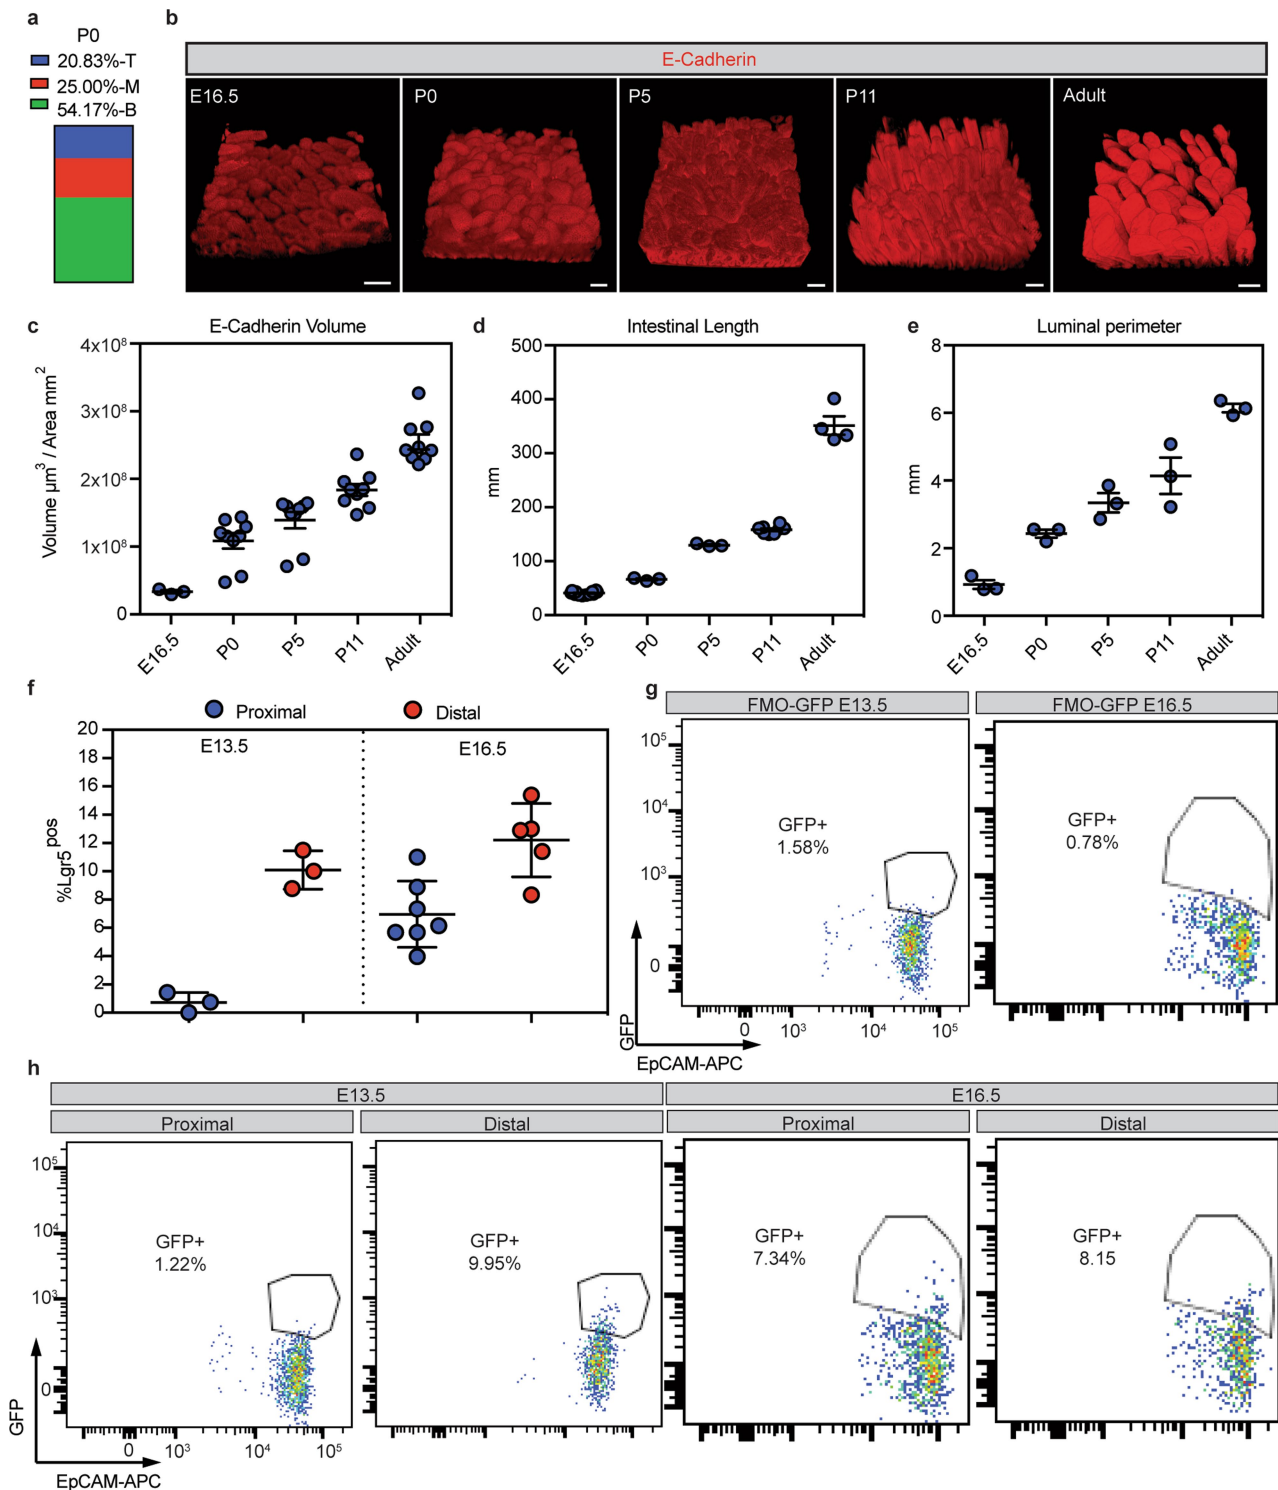 a
P0
20.83%-T
25.00%-M
54.17%-B
b
E-Cadherin
E16.5
P0
P5
P11
Adult
c
E-Cadherin Volume
Volume µm³ / Area mm²
4x10⁸
3x10⁸
2x10⁸
1x10⁸
0
E16.5
P0
P5
P11
Adult
d
Intestinal Length
mm
500
400
300
200
100
0
E16.5
P0
P5
P11
Adult
e
Luminal perimeter
mm
8
6
4
2
0
E16.5
P0
P5
P11
Adult
f
Proximal
Distal
%Lgr5pos
20
18
16
14
12
10
8
6
4
2
0
E13.5
E16.5
g
FMO-GFP E13.5
FMO-GFP E16.5
10⁵
10⁴
10³
0
GFP+
1.58%
GFP+
0.78%
0
10³
10⁴
10⁵
GFP
EpCAM-APC
h
E13.5
E16.5
Proximal
Distal
Proximal
Distal
10⁵
10⁴
10³
0
GFP+
1.22%
GFP+
9.95%
GFP+
7.34%
GFP+
8.15
0
10³
10⁴
10⁵
GFP
EpCAM-APC